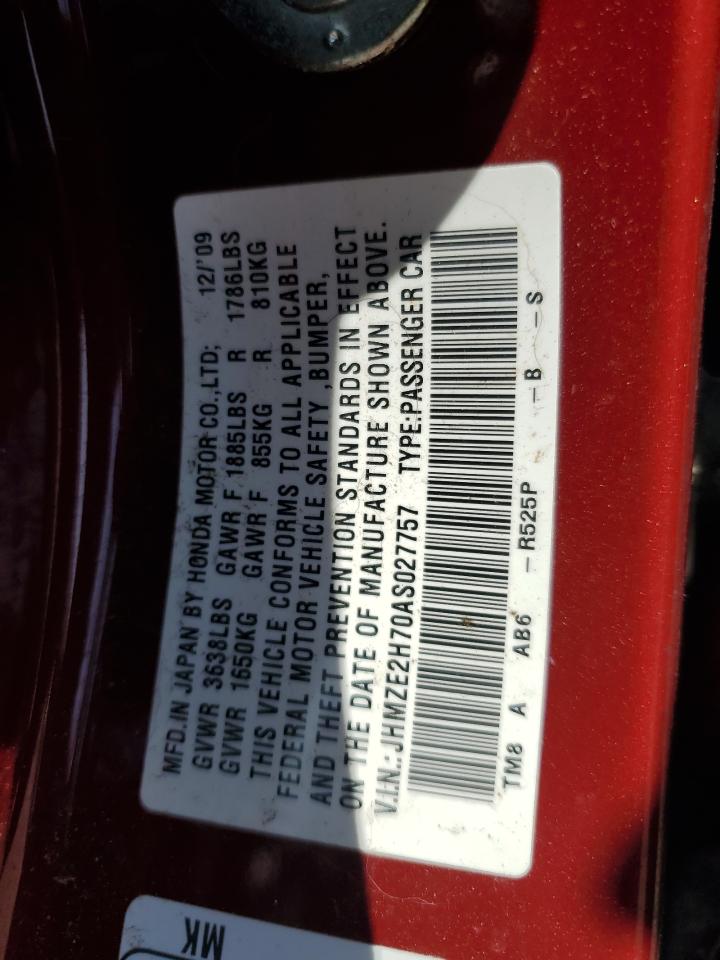 MFD.IN JAPAN BY HONDA MOTOR CO.,LTD; 12/'09
GVWR 3638LBS GAWR F 1885LBS R 1786LBS
GVWR 1650KG GAWR F 855KG R 810KG
THIS VEHICLE CONFORMS TO ALL APPLICABLE
FEDERAL MOTOR VEHICLE SAFETY ,BUMPER,
AND THEFT PREVENTION STANDARDS IN EFFECT
ON THE DATE OF MANUFACTURE SHOWN ABOVE.
V.I.N.:JHMZE2H70AS027757 TYPE:PASSENGER CAR
TM8 A AB6 -R525P -B -S
MK